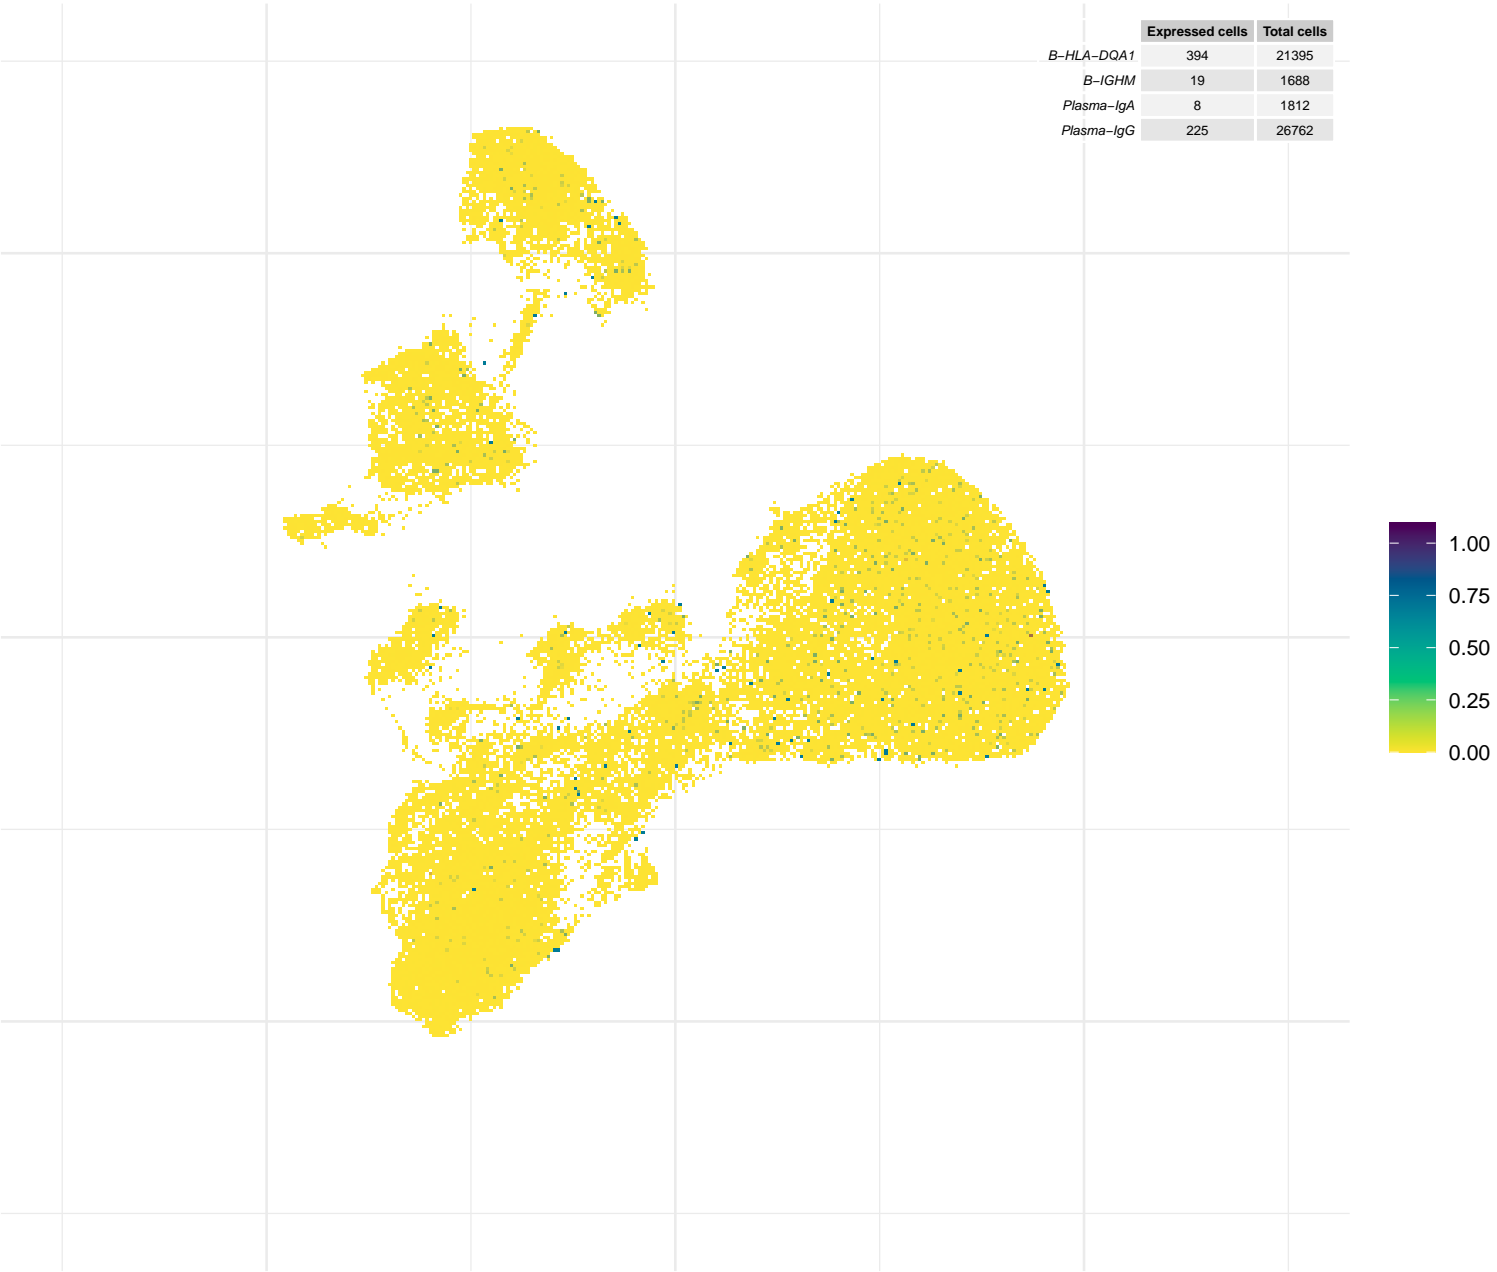 Expressed cells Total cells
B−HLA−DQA1 394 21395
B−IGHM 19 1688
Plasma−IgA 8 1812
Plasma−IgG 225 26762
1.00
0.75
0.50
0.25
0.00